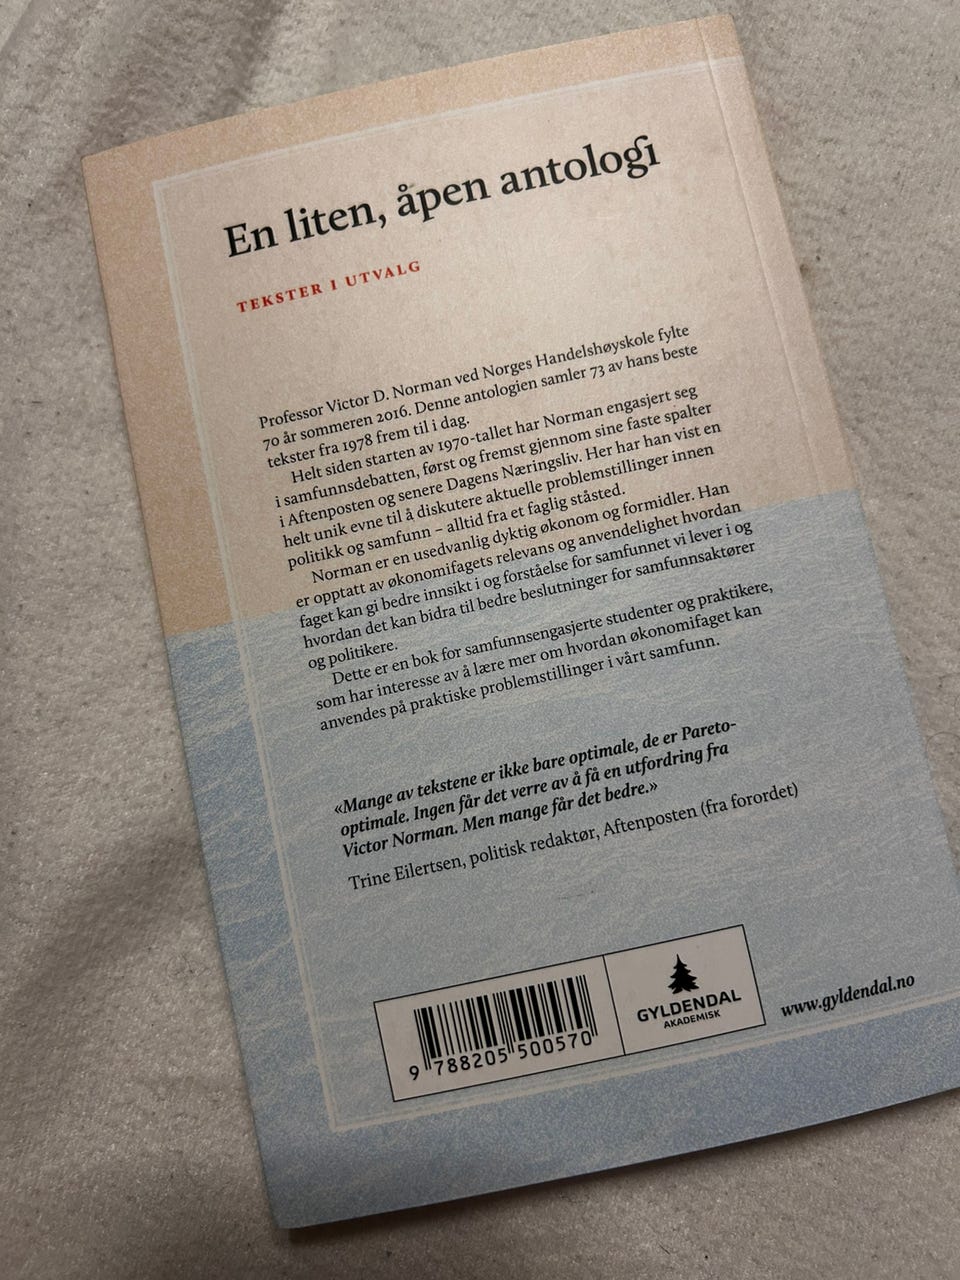 En liten, åpen antologi
TEKSTER I UTVALG
Professor Victor D. Norman ved Norges Handelshøyskole fylte
70 år sommeren 2016. Denne antologien samler 73 av hans beste
tekster fra 1978 frem til i dag.
Helt siden starten av 1970-tallet har Norman engasjert seg
i samfunnsdebatten, først og fremst gjennom sine faste spalter
i Aftenposten og senere Dagens Næringsliv. Her har han vist en
helt unik evne til å diskutere aktuelle problemstillinger innen
politikk og samfunn – alltid fra et faglig ståsted.
Norman er en usedvanlig dyktig økonom og formidler. Han
er opptatt av økonomifagets relevans og anvendelighet hvordan
faget kan gi bedre innsikt i og forståelse for samfunnet vi lever i og
hvordan det kan bidra til bedre beslutninger for samfunnsaktører
og politikere.
Dette er en bok for samfunnsengasjerte studenter og praktikere,
som har interesse av å lære mer om hvordan økonomifaget kan
anvendes på praktiske problemstillinger i vårt samfunn.
«Mange av tekstene er ikke bare optimale, de er Pareto-
optimale. Ingen får det verre av å få en utfordring fra
Victor Norman. Men mange får det bedre.»
Trine Eilertsen, politisk redaktør, Aftenposten (fra forordet)
9 788205 500570
GYLDENDAL
AKADEMISK
www.gyldendal.no